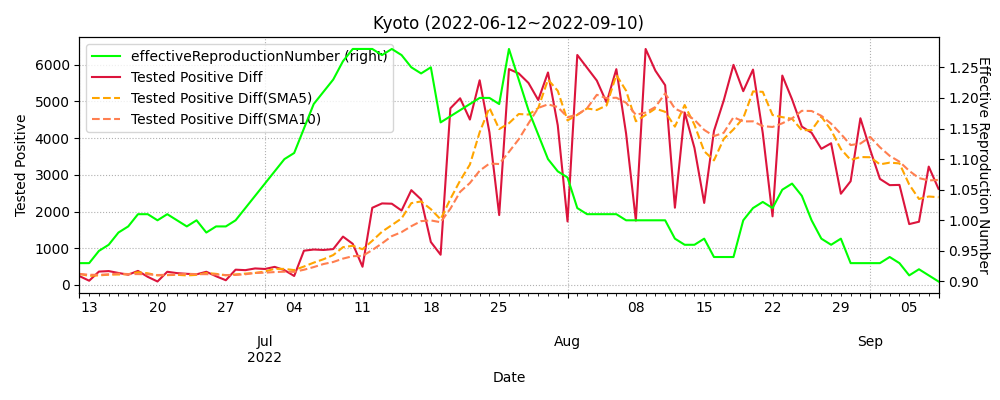 Kyoto (2022-06-12~2022-09-10)
effectiveReproductionNumber (right)
Tested Positive Diff
Tested Positive Diff(SMA5)
Tested Positive Diff(SMA10)
Tested Positive
6000
5000
4000
3000
2000
1000
0
Effective Reproduction Number
1.25
1.20
1.15
1.10
1.05
1.00
0.95
0.90
13 20 27 04 11 18 25 08 15 22 29 05
Jul Aug Sep
2022
Date